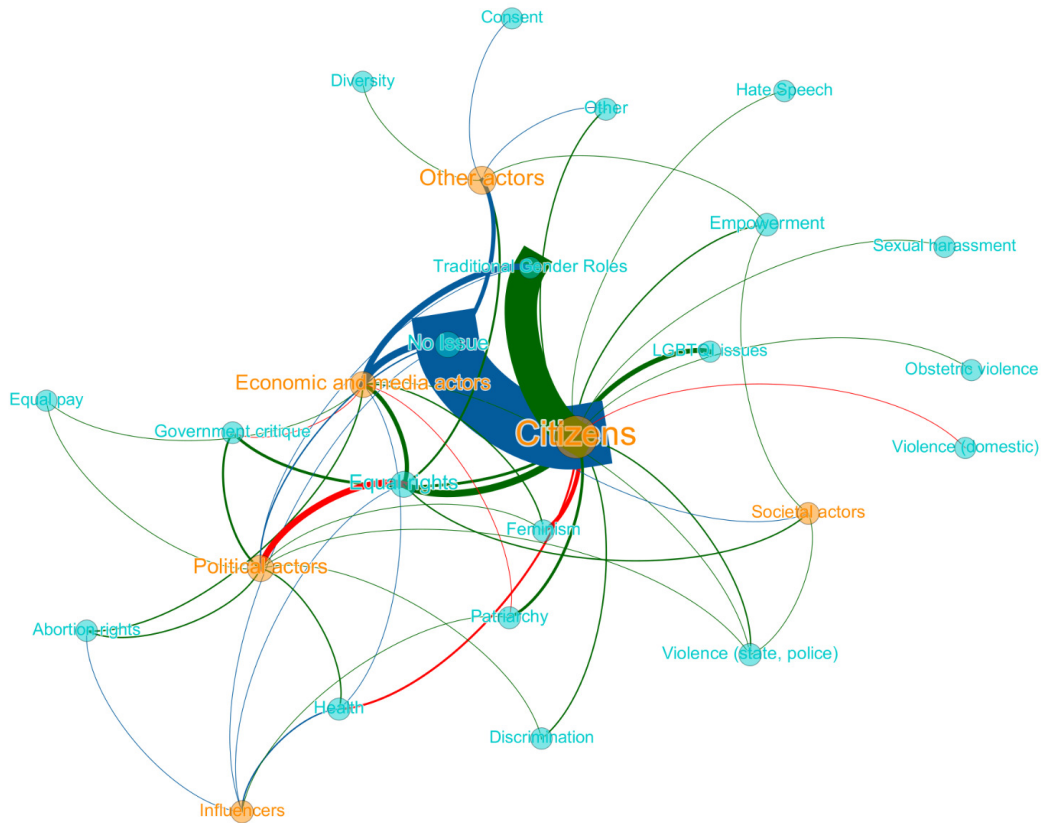 Consent
Diversity
Hate Speech
Other
Other actors
Empowerment
Sexual harassment
Traditional Gender Roles
No Issue
LGBTQI issues
Obstetric violence
Economic and media actors
Equal pay
Government critique
Citizens
Violence (domestic)
Equal rights
Societal actors
Feminism
Political actors
Patriarchy
Abortion rights
Violence (state, police)
Health
Discrimination
Influencers